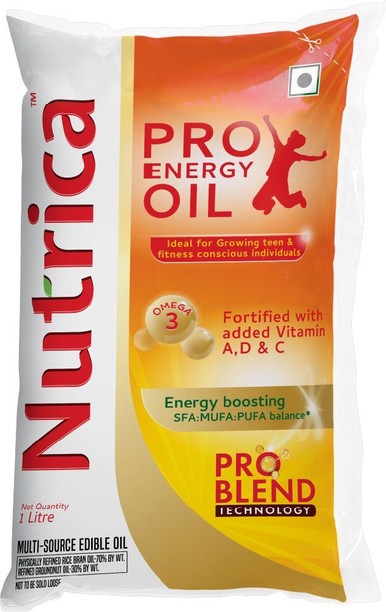 Nutrica™
PRO
ENERGY
OIL
Ideal for Growing teen &
fitness conscious individuals
OMEGA
3
Fortified with
added Vitamin
A,D & C
Energy boosting
SFA:MUFA:PUFA balance*
PRO
BLEND
TECHNOLOGY
Net Quantity
1 Litre
MULTI-SOURCE EDIBLE OIL
PHYSICALLY REFINED RICE BRAN OIL-70% BY WT.
REFINED GROUNDNUT OIL-30% BY WT.
NOT TO BE SOLD LOOSE